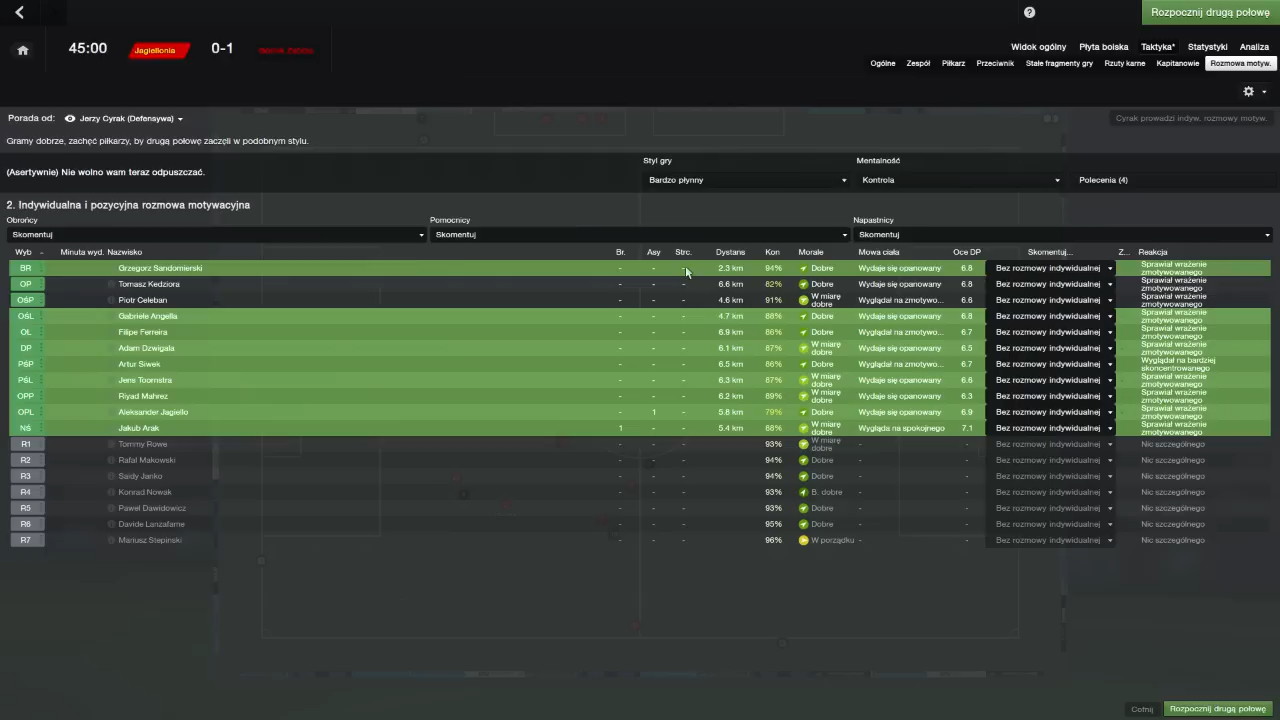 Rozpocznij drugą połowę
45:00 Jagiellonia 0-1
Widok ogólny Płyta boiska Taktyka* Statystyki Analiza
Ogólne Zespół Piłkarz Przeciwnik Stałe fragmenty gry Rzuty karne Kapitanowie Rozmowa motyw.
Porada od: Jerzy Cyrak (Defensywa) Cyrak prowadzi indyw. rozmowy motyw.
Gramy dobrze, zachęć piłkarzy, by drugą połowę zaczęli w podobnym stylu.
Styl gry Mentalność
(Asertywnie) Nie wolno wam teraz odpuszczać.
Bardzo płynny Kontrola Polecenia (4)
2. Indywidualna i pozycyjna rozmowa motywacyjna
Obrońcy Pomocnicy Napastnicy
Skomentuj Skomentuj Skomentuj
Wyb Minuta wyd. Nazwisko Br. Asy Strc. Dystans Kon Morale Mowa ciała Oce DP Skomentuj... Z... Reakcja
BR Grzegorz Sandomierski - - - 2.3 km 94% Dobre Wydaje się opanowany 6.8 Bez rozmowy indywidualnej Sprawiał wrażenie zmotywowanego
OP Tomasz Kedziora - - - 6.6 km 82% Dobre Wydaje się opanowany 6.8 Bez rozmowy indywidualnej Sprawiał wrażenie zmotywowanego
OŚP Piotr Celeban - - - 4.6 km 91% W miarę dobre Wyglądał na zmotywo... 6.6 Bez rozmowy indywidualnej Sprawiał wrażenie zmotywowanego
OŚL Gabriele Angella - - - 4.7 km 88% Dobre Wydaje się opanowany 6.8 Bez rozmowy indywidualnej Sprawiał wrażenie zmotywowanego
OL Filipe Ferreira - - - 6.9 km 86% Dobre Wyglądał na zmotywo... 6.7 Bez rozmowy indywidualnej Sprawiał wrażenie zmotywowanego
DP Adam Dzwigala - - - 6.1 km 87% W miarę dobre Wydaje się opanowany 6.5 Bez rozmowy indywidualnej Sprawiał wrażenie zmotywowanego
PŚP Artur Siwek - - - 6.5 km 86% Dobre Wyglądał na zmotywo... 6.7 Bez rozmowy indywidualnej Wyglądał na bardziej skoncentrowanego
PŚL Jens Toornstra - - - 6.3 km 87% W miarę dobre Wydaje się opanowany 6.6 Bez rozmowy indywidualnej Sprawiał wrażenie zmotywowanego
OPP Riyad Mahrez - - - 6.2 km 89% W miarę dobre Wydaje się opanowany 6.3 Bez rozmowy indywidualnej Sprawiał wrażenie zmotywowanego
OPL Aleksander Jagiello - 1 - 5.8 km 79% Dobre Wydaje się opanowany 6.9 Bez rozmowy indywidualnej Sprawiał wrażenie zmotywowanego
NŚ Jakub Arak 1 - - 5.4 km 88% W miarę dobre Wygląda na spokojnego 7.1 Bez rozmowy indywidualnej Sprawiał wrażenie zmotywowanego
R1 Tommy Rowe - - - 93% W miarę dobre - - Bez rozmowy indywidualnej Nic szczególnego
R2 Rafal Makowski - - - 94% Dobre - - Bez rozmowy indywidualnej Nic szczególnego
R3 Saidy Janko - - - 94% Dobre - - Bez rozmowy indywidualnej Nic szczególnego
R4 Konrad Nowak - - - 93% B. dobre - - Bez rozmowy indywidualnej Nic szczególnego
R5 Pawel Dawidowicz - - - 93% Dobre - - Bez rozmowy indywidualnej Nic szczególnego
R6 Davide Lanzafame - - - 95% Dobre - - Bez rozmowy indywidualnej Nic szczególnego
R7 Mariusz Stepinski - - - 96% W porządku - - Bez rozmowy indywidualnej Nic szczególnego
Cofnij Rozpocznij drugą połowę